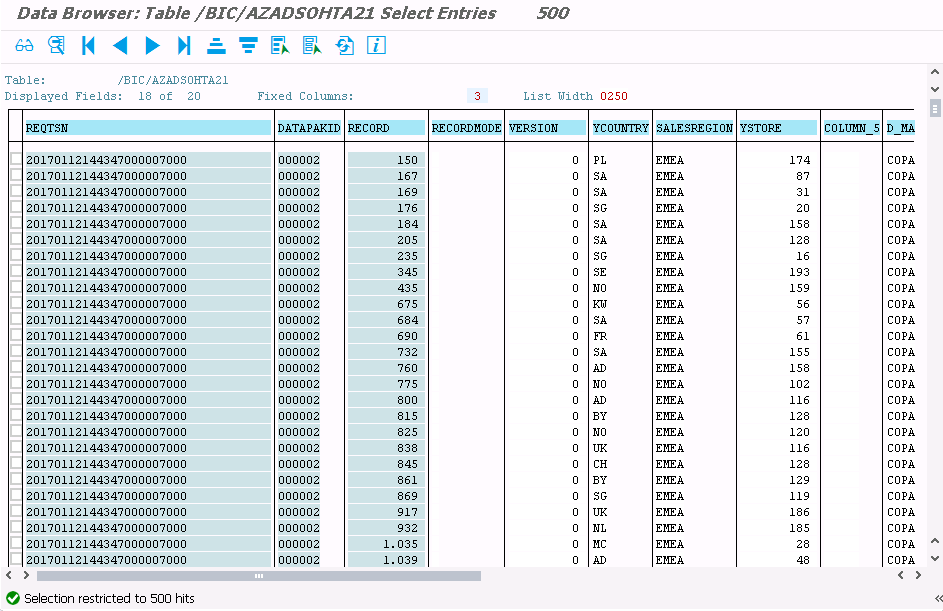 Data Browser: Table /BIC/AZADSOHTA21 Select Entries 500
Table: /BIC/AZADSOHTA21
Displayed Fields: 18 of 20 Fixed Columns: 3 List Width 0250
REQTSN DATAPAKID RECORD RECORDMODE VERSION YCOUNTRY SALESREGION YSTORE COLUMN_5 D_MA
20170112144347000007000 000002 150 0 PL EMEA 174 COPA
20170112144347000007000 000002 167 0 SA EMEA 87 COPA
20170112144347000007000 000002 169 0 SA EMEA 31 COPA
20170112144347000007000 000002 176 0 SG EMEA 20 COPA
20170112144347000007000 000002 184 0 SA EMEA 158 COPA
20170112144347000007000 000002 205 0 SA EMEA 128 COPA
20170112144347000007000 000002 235 0 SG EMEA 16 COPA
20170112144347000007000 000002 345 0 SE EMEA 193 COPA
20170112144347000007000 000002 435 0 NO EMEA 159 COPA
20170112144347000007000 000002 675 0 KW EMEA 56 COPA
20170112144347000007000 000002 684 0 SA EMEA 57 COPA
20170112144347000007000 000002 690 0 FR EMEA 61 COPA
20170112144347000007000 000002 732 0 SA EMEA 155 COPA
20170112144347000007000 000002 760 0 AD EMEA 158 COPA
20170112144347000007000 000002 775 0 NO EMEA 102 COPA
20170112144347000007000 000002 800 0 AD EMEA 116 COPA
20170112144347000007000 000002 815 0 BY EMEA 128 COPA
20170112144347000007000 000002 825 0 NO EMEA 120 COPA
20170112144347000007000 000002 838 0 UK EMEA 116 COPA
20170112144347000007000 000002 845 0 CH EMEA 128 COPA
20170112144347000007000 000002 861 0 BY EMEA 129 COPA
20170112144347000007000 000002 869 0 SG EMEA 119 COPA
20170112144347000007000 000002 917 0 UK EMEA 186 COPA
20170112144347000007000 000002 932 0 NL EMEA 185 COPA
20170112144347000007000 000002 1.035 0 MC EMEA 28 COPA
20170112144347000007000 000002 1.039 0 AD EMEA 48 COPA
Selection restricted to 500 hits